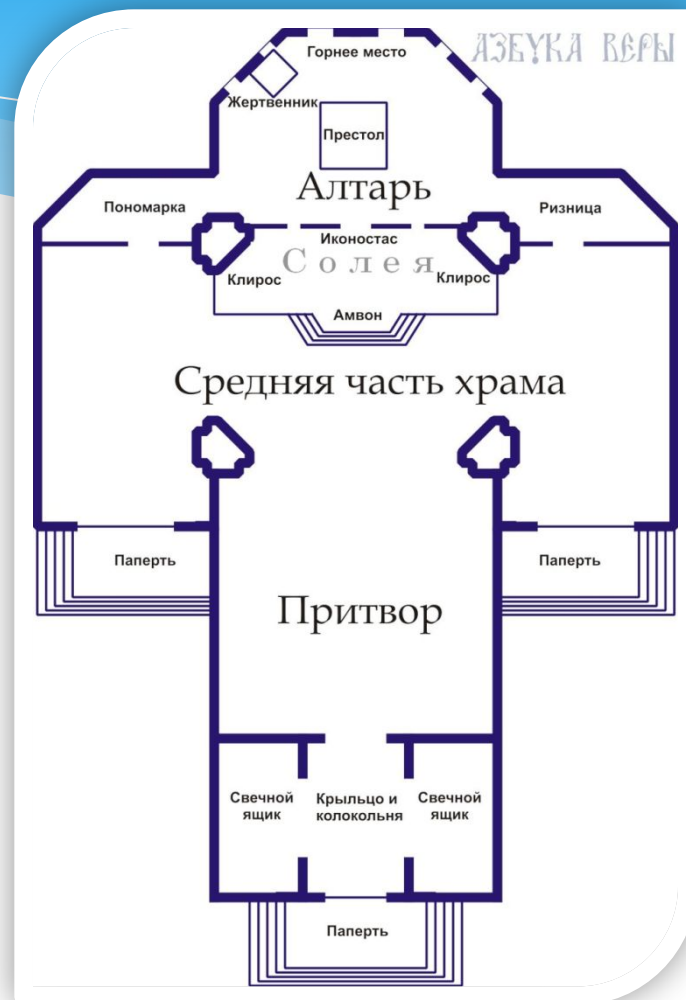 АЗБУКА ВЕРЫ
Горнее место
Жертвенник
Престол
Алтарь
Пономарка
Ризница
Иконостас
Солея
Клирос
Клирос
Амвон
Средняя часть храма
Паперть
Паперть
Притвор
Свечной
ящик
Крыльцо и
колокольня
Свечной
ящик
Паперть